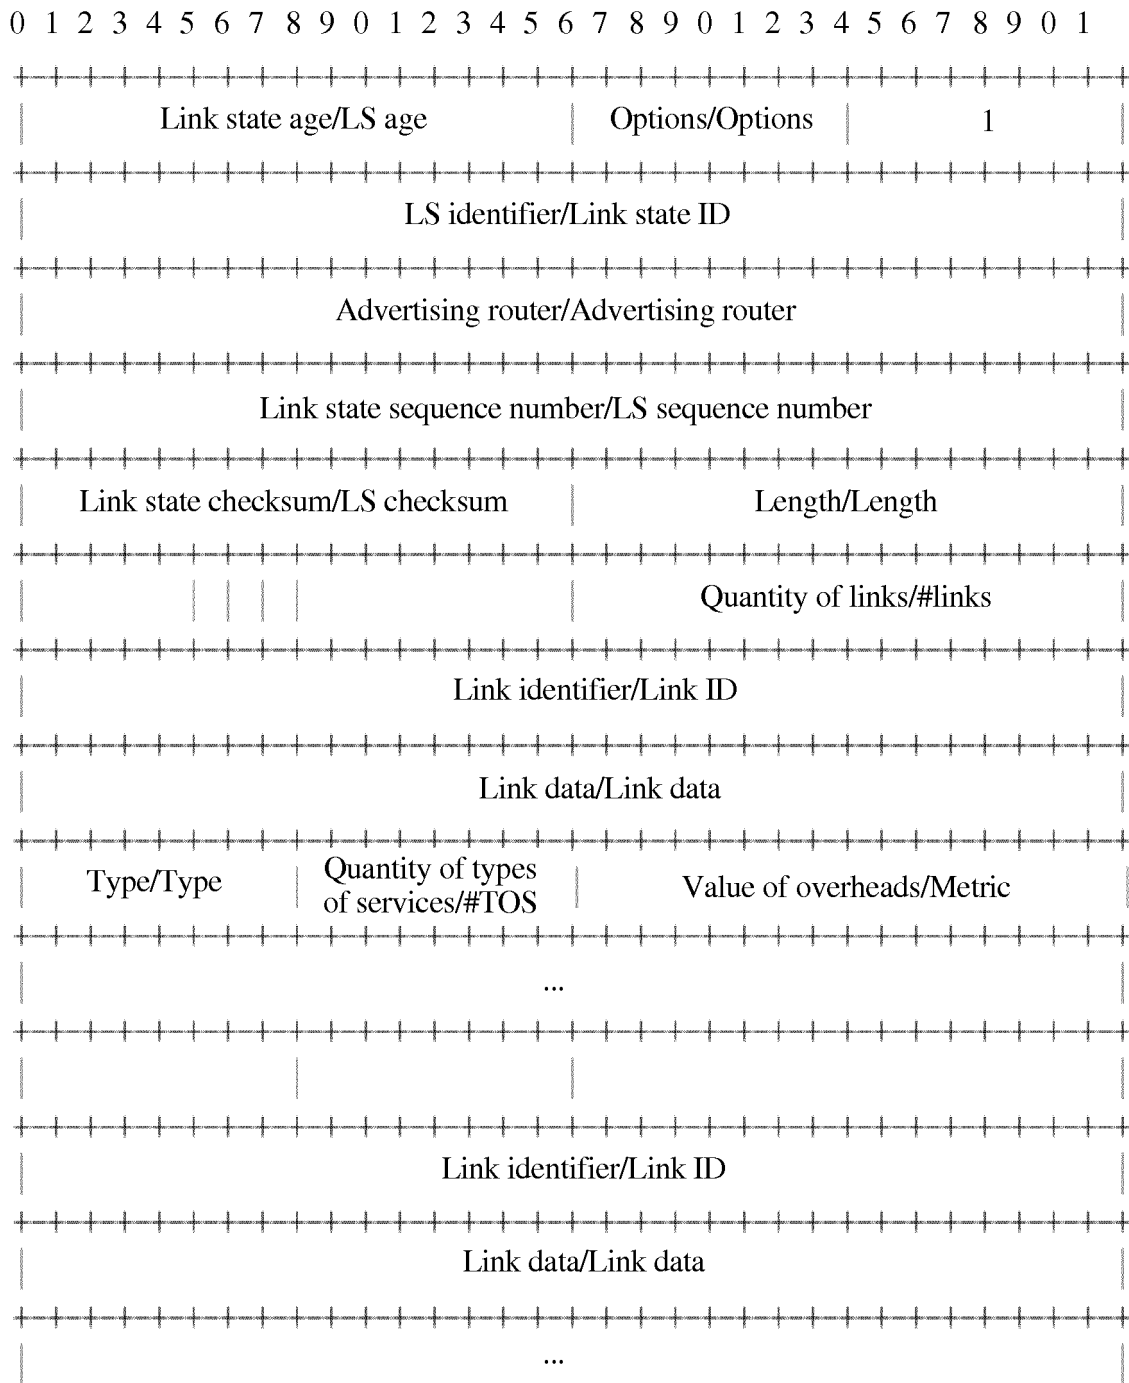 0 1 2 3 4 5 6 7 8 9 0 1 2 3 4 5 6 7 8 9 0 1 2 3 4 5 6 7 8 9 0 1
Link state age/LS age Options/Options 1
LS identifier/Link state ID
Advertising router/Advertising router
Link state sequence number/LS sequence number
Link state checksum/LS checksum Length/Length
Quantity of links/#links
Link identifier/Link ID
Link data/Link data
Type/Type Quantity of types of services/#TOS Value of overheads/Metric
...
Link identifier/Link ID
Link data/Link data
...